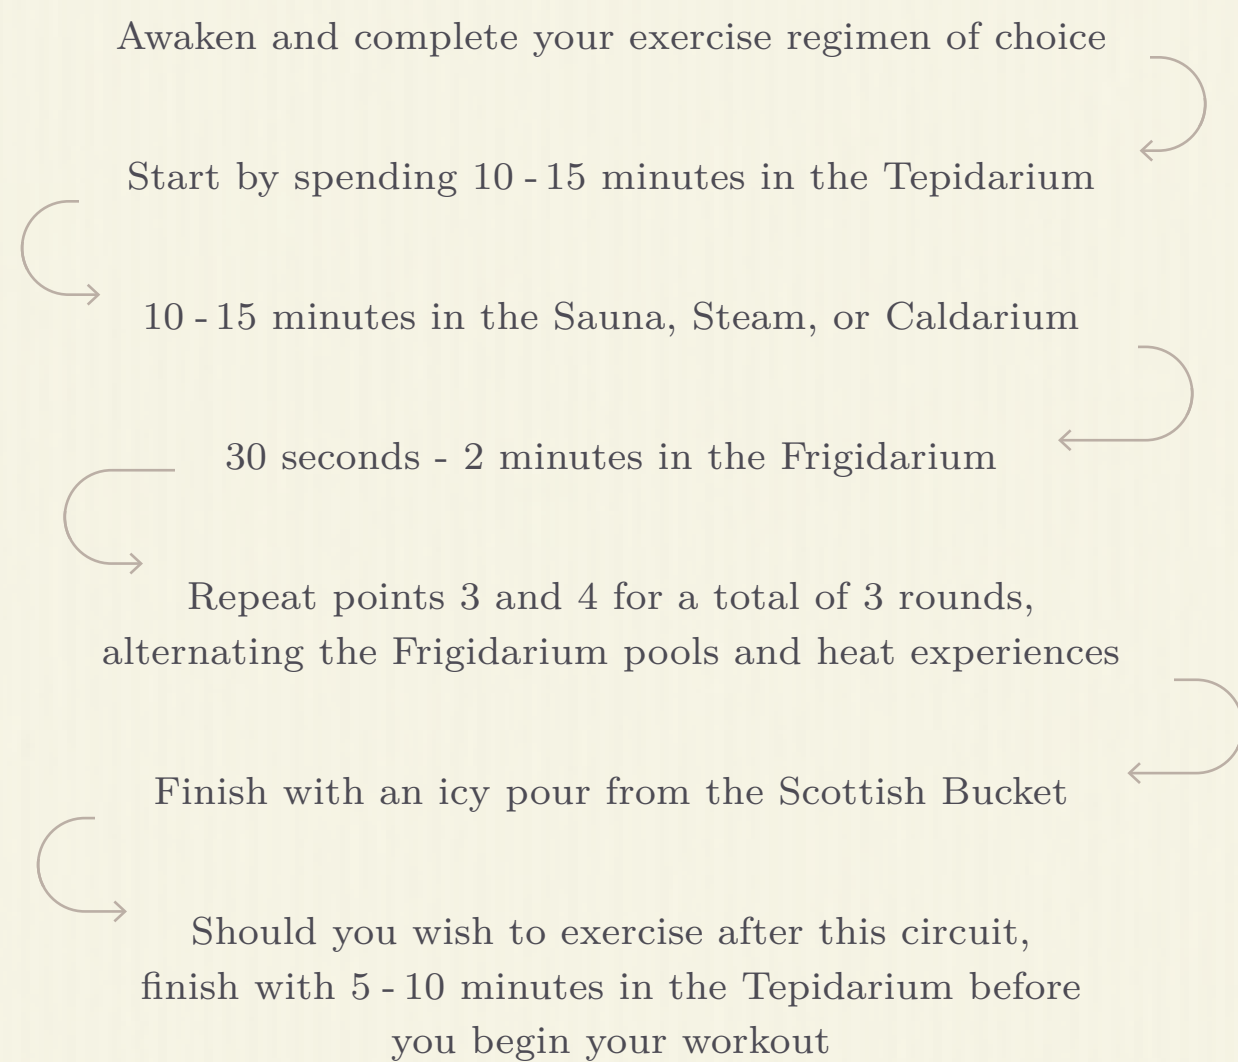 Awaken and complete your exercise regimen of choice
Start by spending 10 - 15 minutes in the Tepidarium
10 - 15 minutes in the Sauna, Steam, or Caldarium
30 seconds - 2 minutes in the Frigidarium
Repeat points 3 and 4 for a total of 3 rounds,
alternating the Frigidarium pools and heat experiences
Finish with an icy pour from the Scottish Bucket
Should you wish to exercise after this circuit,
finish with 5 - 10 minutes in the Tepidarium before
you begin your workout